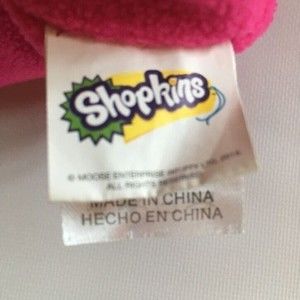 Shopkins
© MOOSE ENTERPRISE
ALL RIGHTS RESERVED
MADE IN CHINA
HECHO EN CHINA